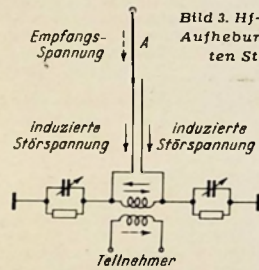 Bild 3. Hf-
Aufhebun
ten St
Empfangs-
Spannung
A
induzierte
Störspannung
induzierte
Störspannung
Teilnehmer